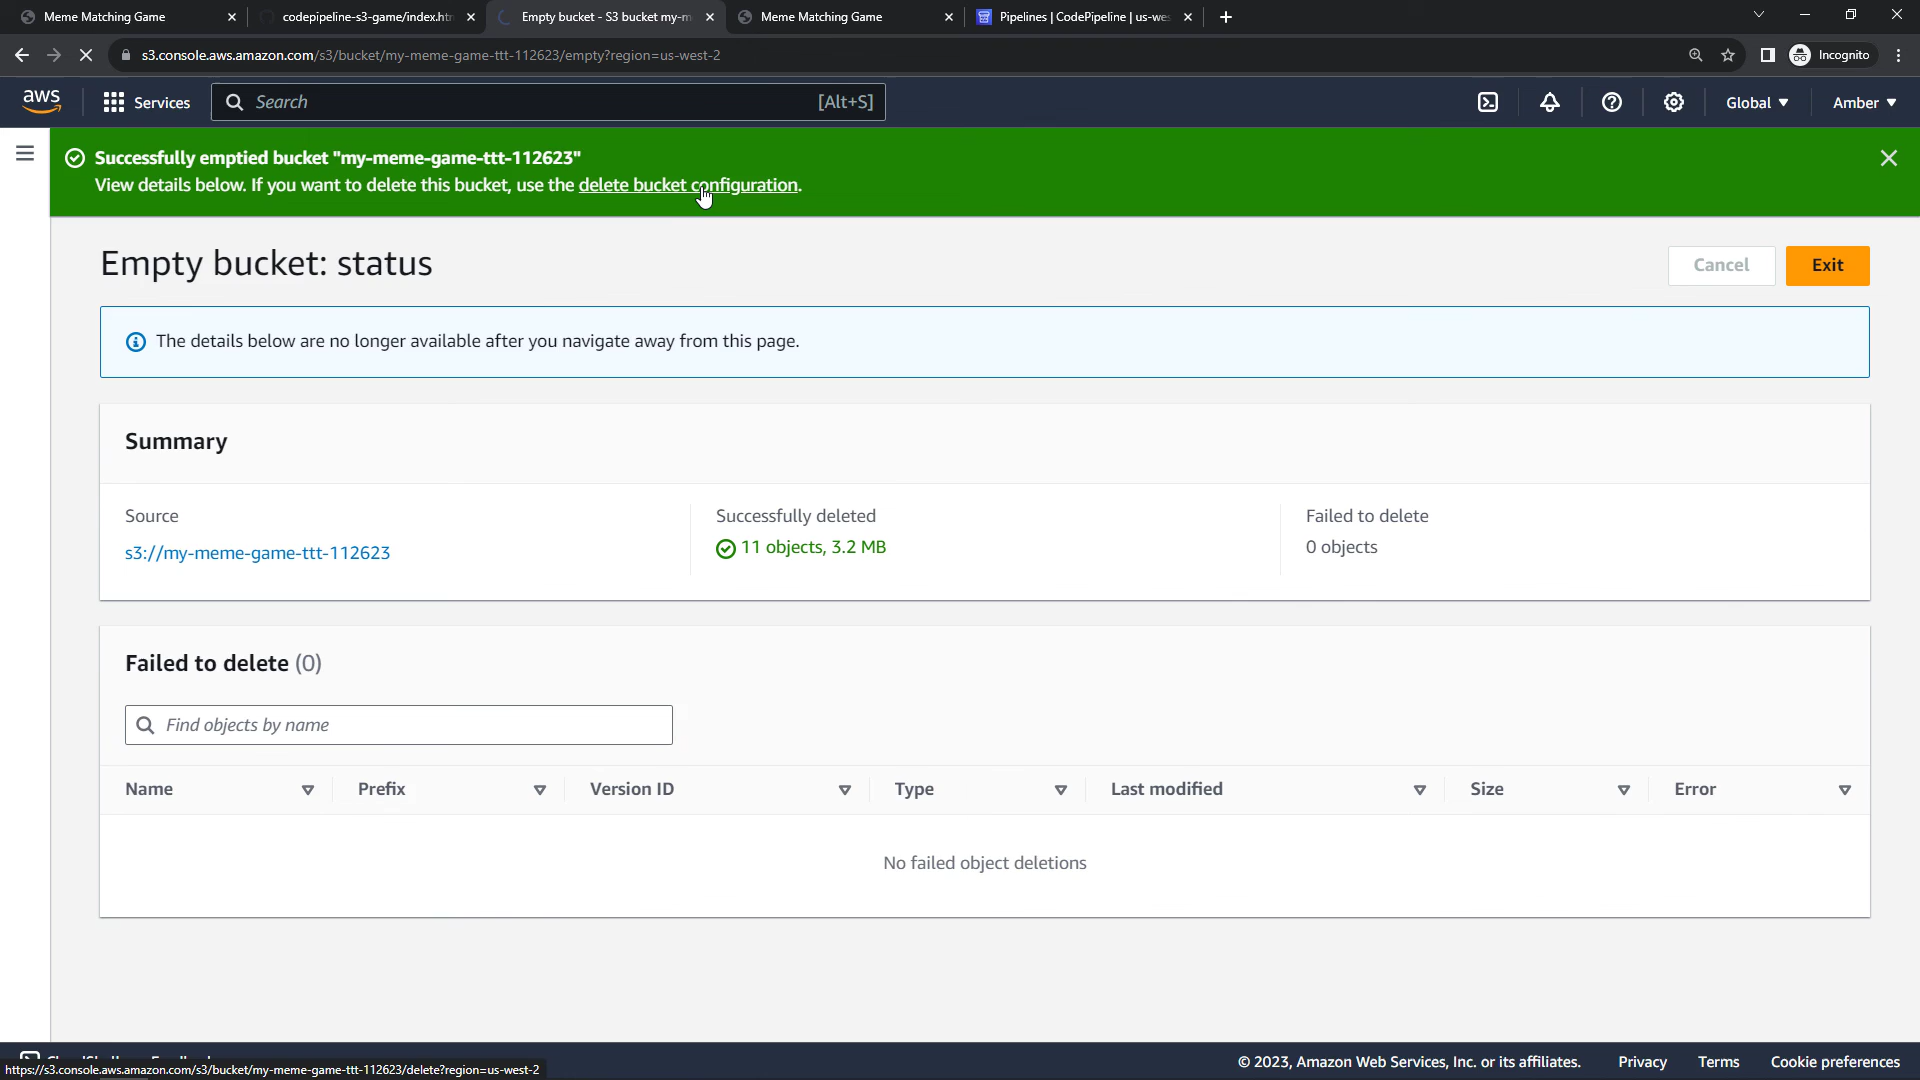 Meme Matching Game
codepipeline-s3-game/index.htm
Empty bucket - S3 bucket my-m
Meme Matching Game
Pipelines | CodePipeline | us-wes
s3.console.aws.amazon.com/s3/bucket/my-meme-game-ttt-112623/empty?region=us-west-2
Incognito
aws
Services
Search
[Alt+S]
Global
Amber
Successfully emptied bucket "my-meme-game-ttt-112623"
View details below. If you want to delete this bucket, use the delete bucket configuration.
Empty bucket: status
Cancel
Exit
The details below are no longer available after you navigate away from this page.
Summary
Source
s3://my-meme-game-ttt-112623
Successfully deleted
11 objects, 3.2 MB
Failed to delete
0 objects
Failed to delete (0)
Find objects by name
Name
Prefix
Version ID
Type
Last modified
Size
Error
No failed object deletions
https://s3.console.aws.amazon.com/s3/bucket/my-meme-game-ttt-112623/delete?region=us-west-2
© 2023, Amazon Web Services, Inc. or its affiliates.
Privacy
Terms
Cookie preferences